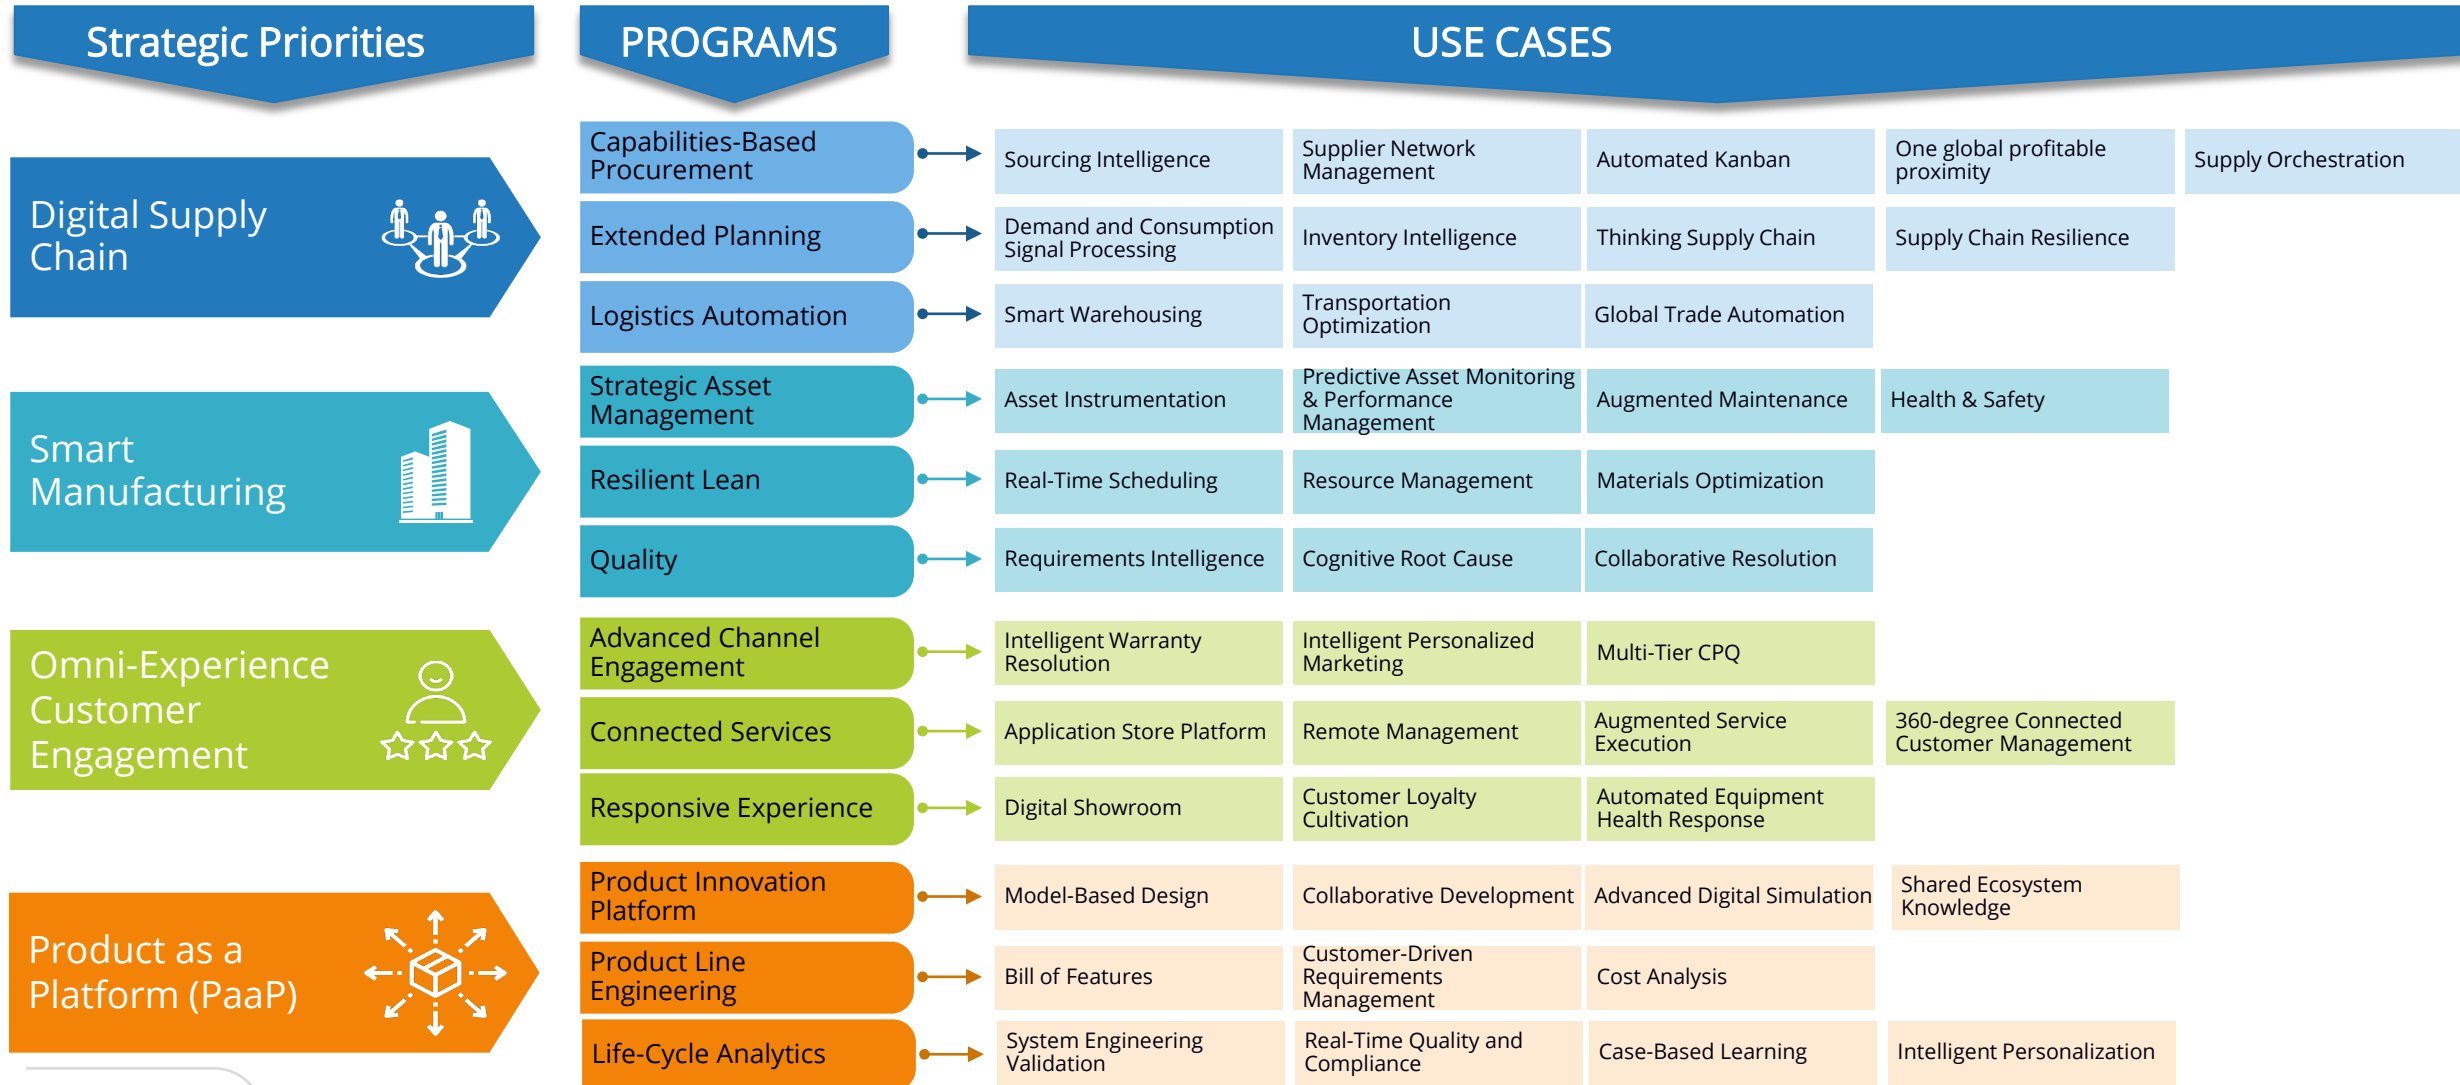 Strategic Priorities
PROGRAMS
USE CASES
Digital Supply
Chain
Capabilities-Based
Procurement
Sourcing Intelligence
Supplier Network
Management
Automated Kanban
One global profitable
proximity
Supply Orchestration
Extended Planning
Demand and Consumption
Signal Processing
Inventory Intelligence
Thinking Supply Chain
Supply Chain Resilience
Logistics Automation
Smart Warehousing
Transportation
Optimization
Global Trade Automation
Smart
Manufacturing
Strategic Asset
Management
Asset Instrumentation
Predictive Asset Monitoring
& Performance
Management
Augmented Maintenance
Health & Safety
Resilient Lean
Real-Time Scheduling
Resource Management
Materials Optimization
Quality
Requirements Intelligence
Cognitive Root Cause
Collaborative Resolution
Omni-Experience
Customer
Engagement
Advanced Channel
Engagement
Intelligent Warranty
Resolution
Intelligent Personalized
Marketing
Multi-Tier CPQ
Connected Services
Application Store Platform
Remote Management
Augmented Service
Execution
360-degree Connected
Customer Management
Responsive Experience
Digital Showroom
Customer Loyalty
Cultivation
Automated Equipment
Health Response
Product as a
Platform (PaaP)
Product Innovation
Platform
Model-Based Design
Collaborative Development
Advanced Digital Simulation
Shared Ecosystem
Knowledge
Product Line
Engineering
Bill of Features
Customer-Driven
Requirements
Management
Cost Analysis
Life-Cycle Analytics
System Engineering
Validation
Real-Time Quality and
Compliance
Case-Based Learning
Intelligent Personalization